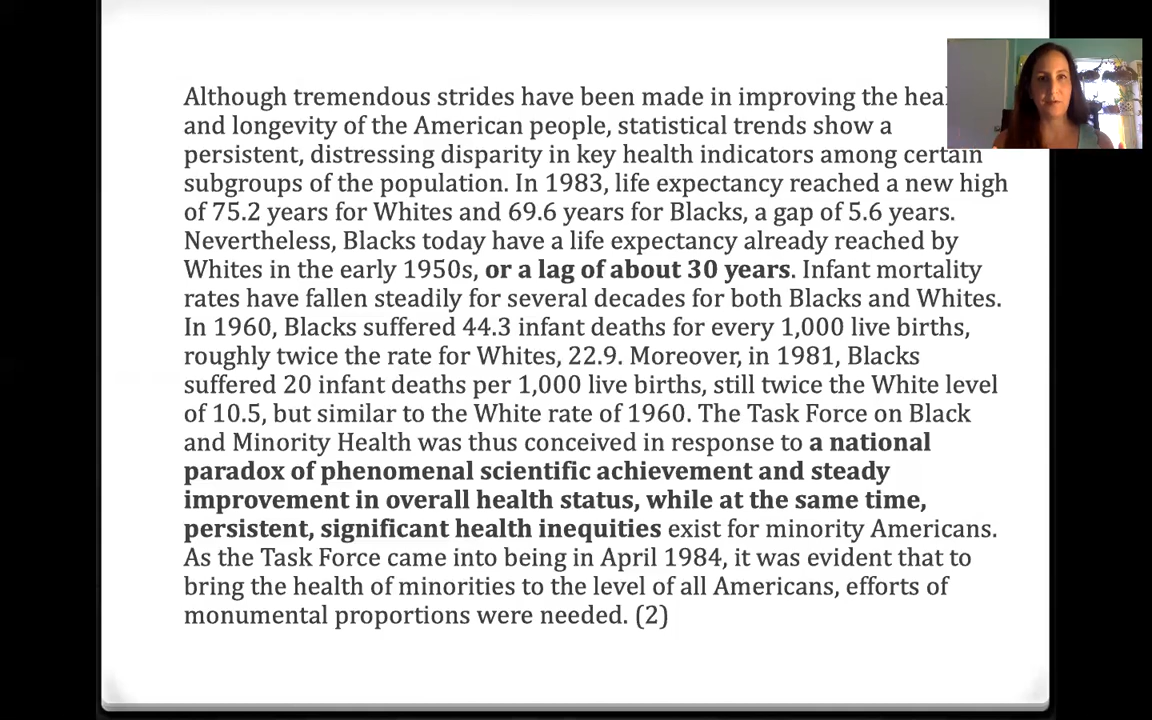 Although tremendous strides have been made in improving the
and longevity of the American people, statistical trends show a
persistent, distressing disparity in key health indicators among certain
subgroups of the population. In 1983, life expectancy reached a new high
of 75.2 years for Whites and 69.6 years for Blacks, a gap of 5.6 years.
Nevertheless, Blacks today have a life expectancy already reached by
Whites in the early 1950s, or a lag of about 30 years. Infant mortality
rates have fallen steadily for several decades for both Blacks and Whites.
In 1960, Blacks suffered 44.3 infant deaths for every 1,000 live births,
roughly twice the rate for Whites, 22.9. Moreover, in 1981, Blacks
suffered 20 infant deaths per 1,000 live births, still twice the White level
of 10.5, but similar to the White rate of 1960. The Task Force on Black
and Minority Health was thus conceived in response to a national
paradox of phenomenal scientific achievement and steady
improvement in overall health status, while at the same time,
persistent, significant health inequities exist for minority Americans.
As the Task Force came into being in April 1984, it was evident that to
bring the health of minorities to the level of all Americans, efforts of
monumental proportions were needed. (2)